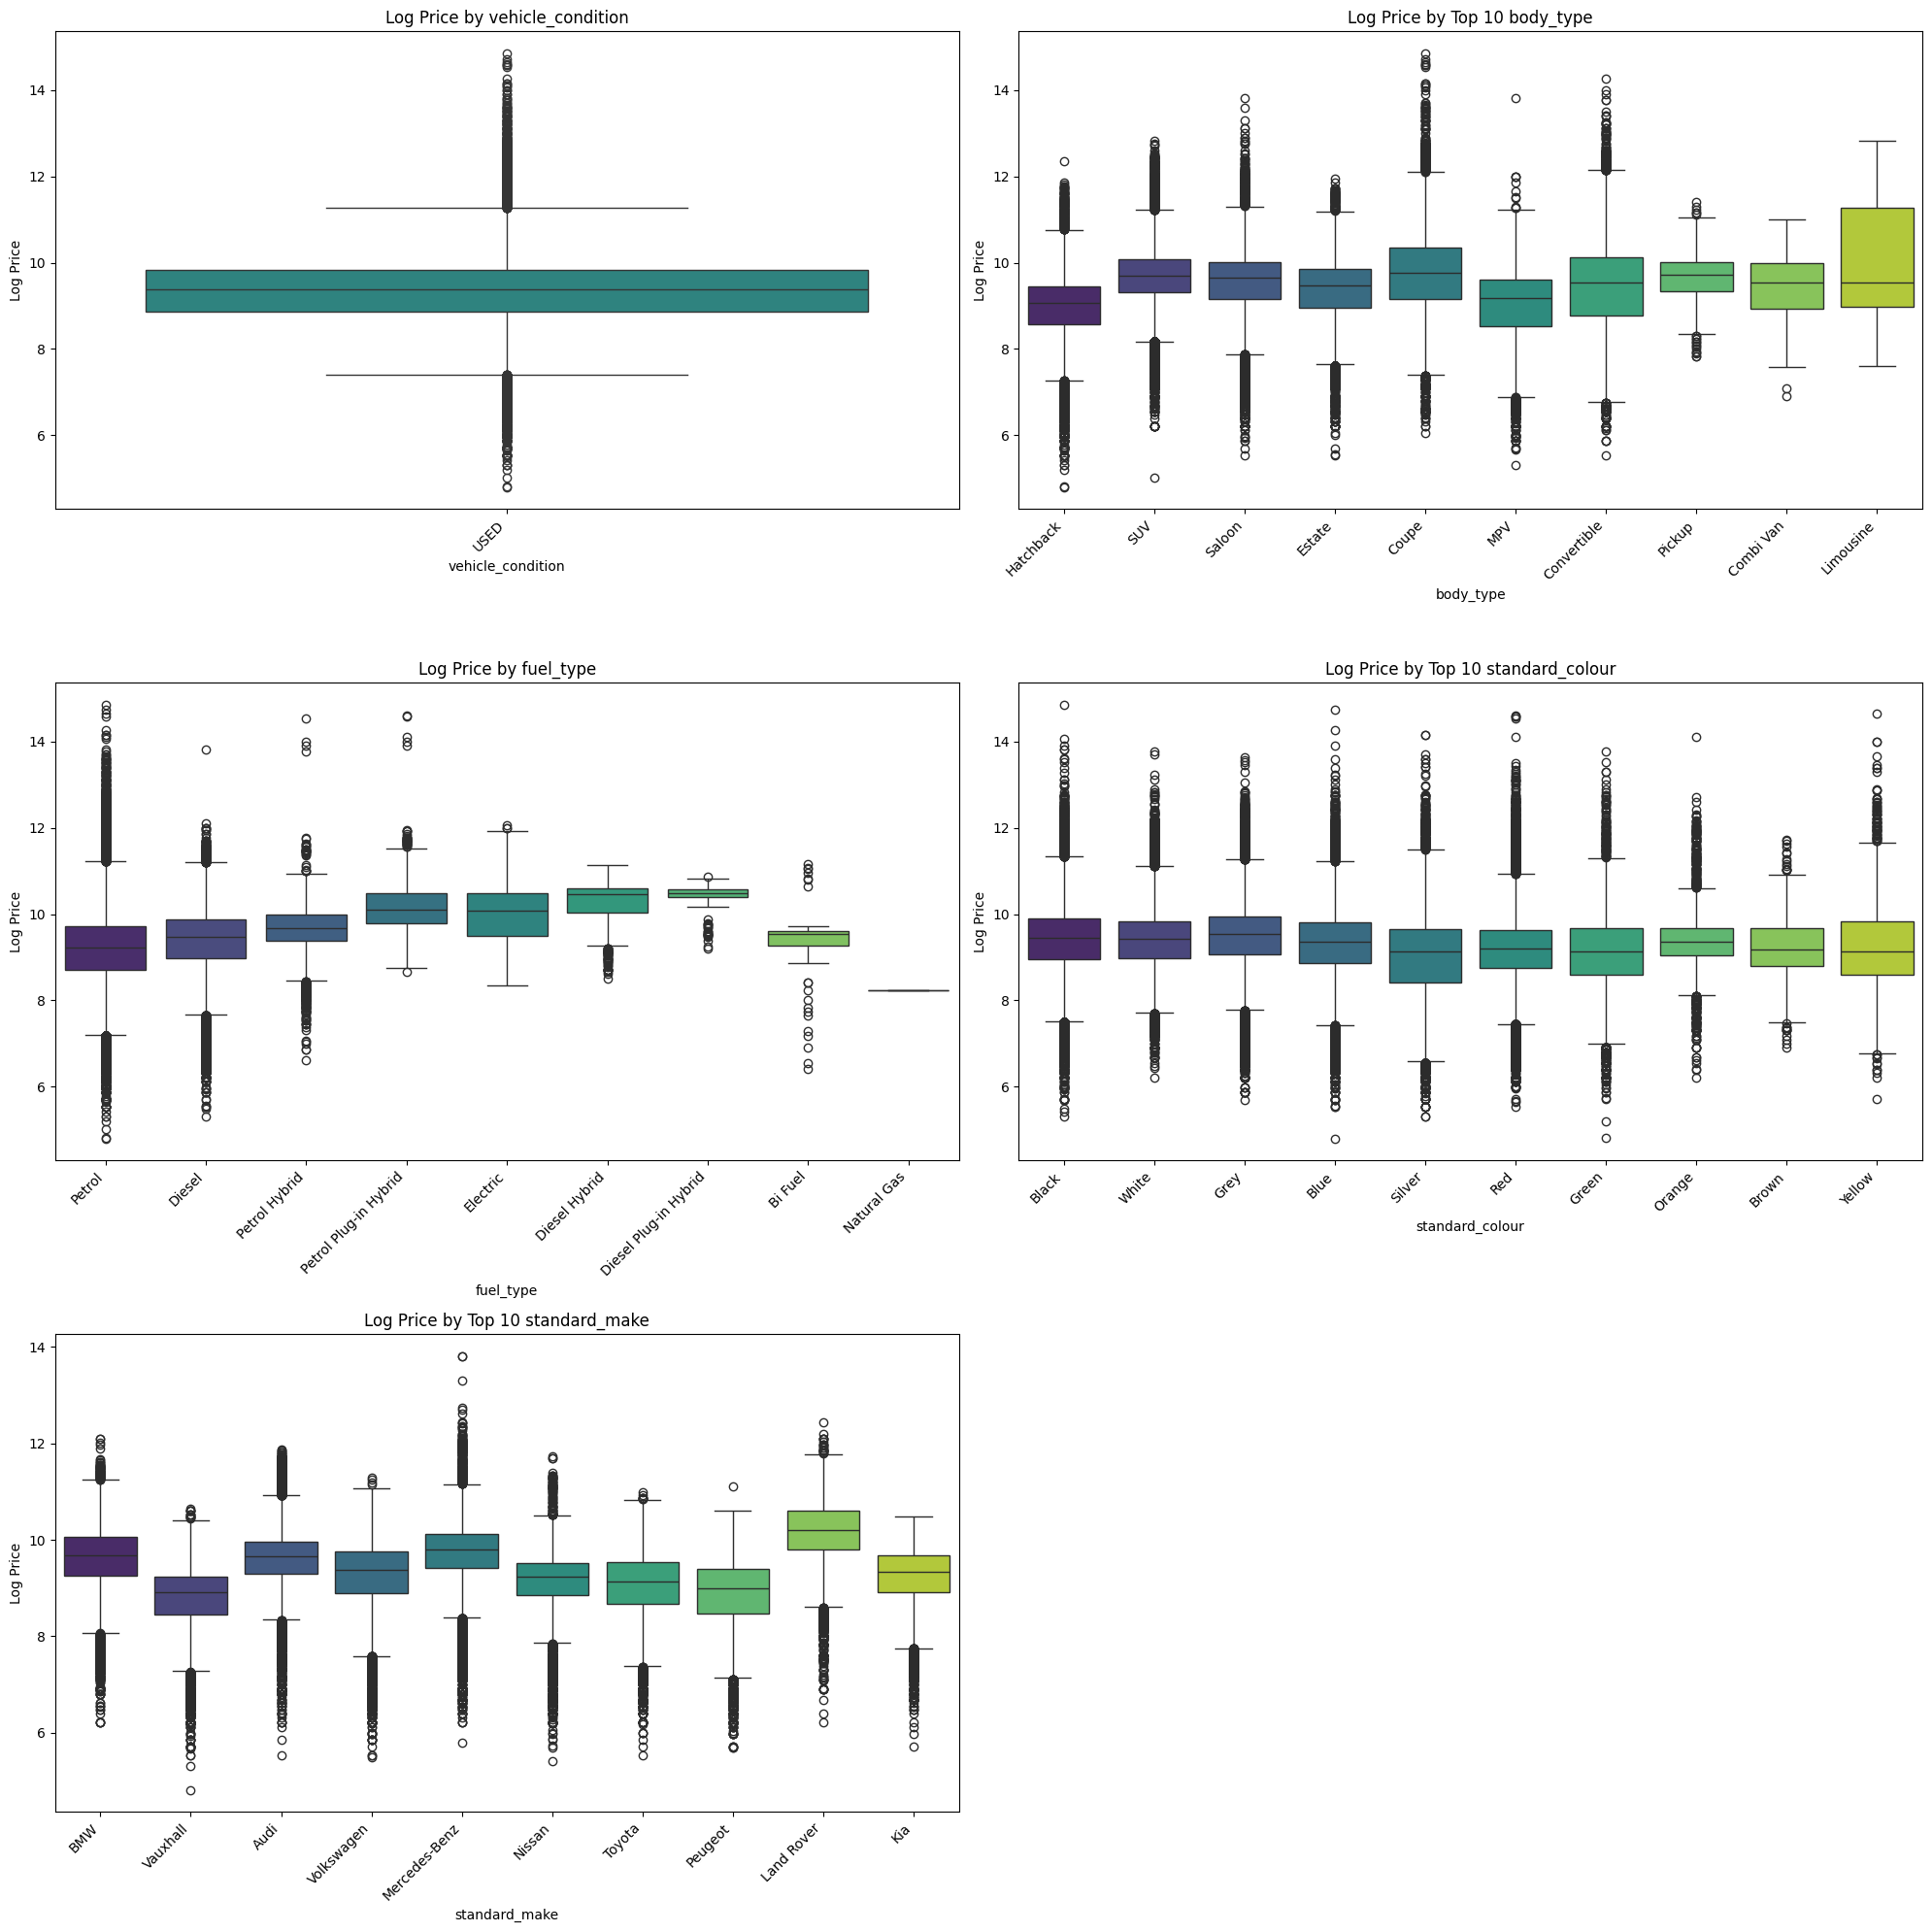 Log Price by vehicle_condition
Log Price
14
12
10
8
6
USED
vehicle_condition
Log Price by Top 10 body_type
Log Price
14
12
10
8
6
Hatchback
SUV
Saloon
Estate
Coupe
MPV
Convertible
Pickup
Combi Van
Limousine
body_type
Log Price by fuel_type
Log Price
14
12
10
8
6
Petrol
Diesel
Petrol Hybrid
Petrol Plug-in Hybrid
Electric
Diesel Hybrid
Diesel Plug-in Hybrid
Bi Fuel
Natural Gas
fuel_type
Log Price by Top 10 standard_colour
Log Price
14
12
10
8
6
Black
White
Grey
Blue
Silver
Red
Green
Orange
Brown
Yellow
standard_colour
Log Price by Top 10 standard_make
Log Price
14
12
10
8
6
BMW
Vauxhall
Audi
Volkswagen
Mercedes-Benz
Nissan
Toyota
Peugeot
Land Rover
Kia
standard_make